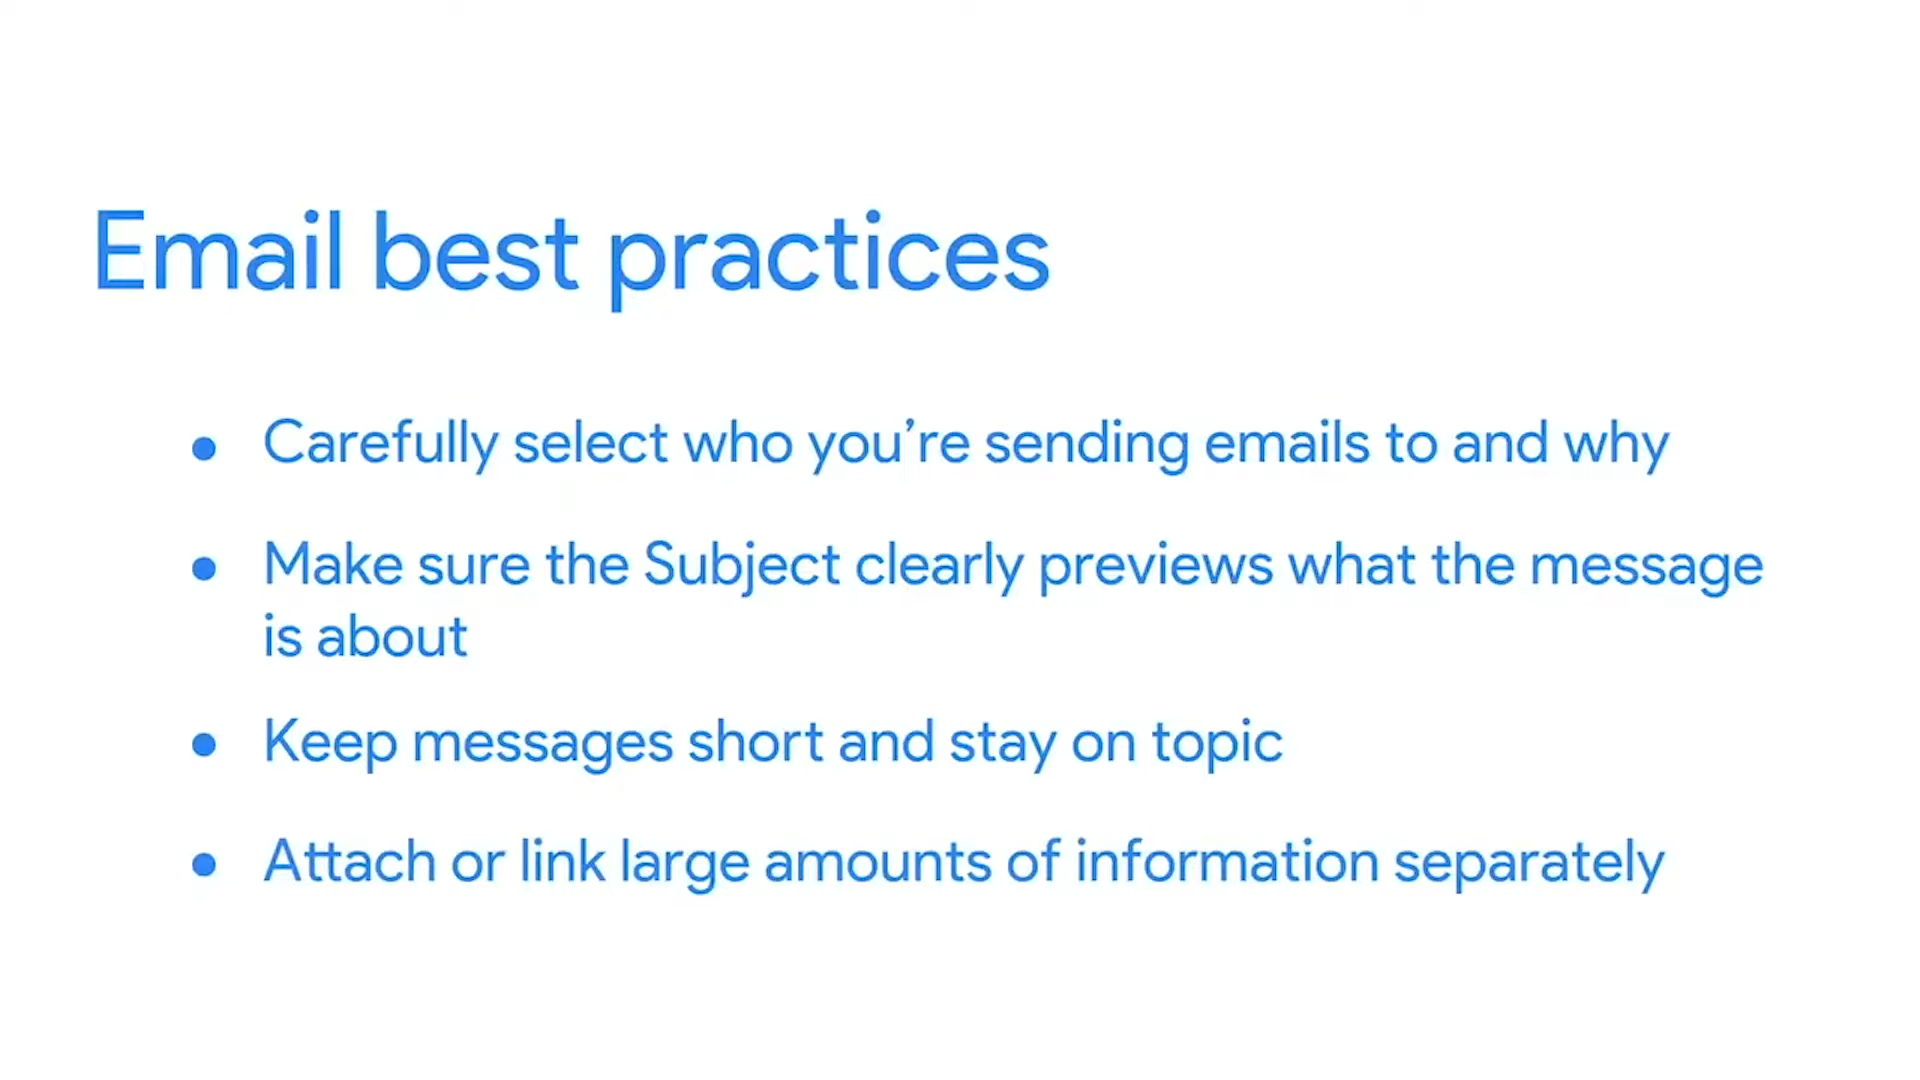 Email best practices
● Carefully select who you’re sending emails to and why
● Make sure the Subject clearly previews what the message
is about
● Keep messages short and stay on topic
● Attach or link large amounts of information separately